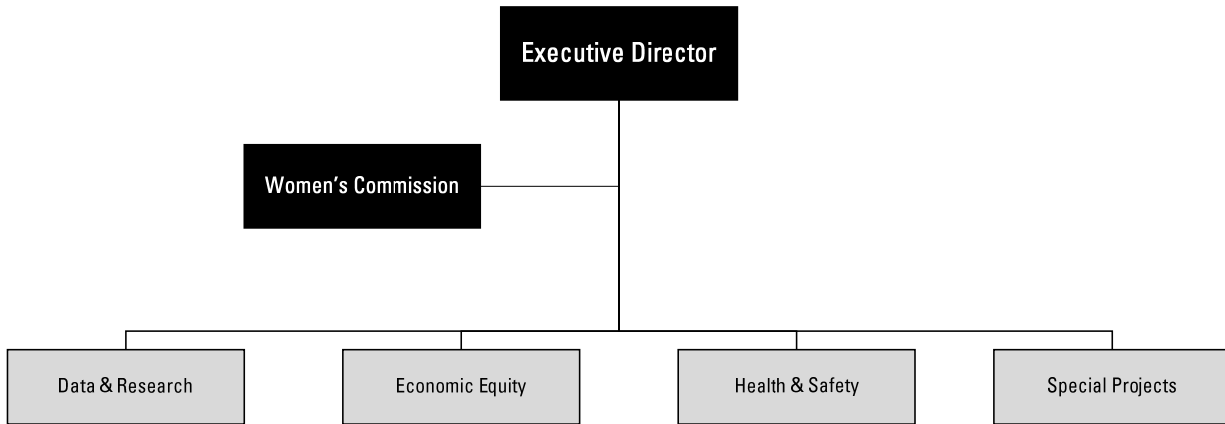 Executive Director
Women's Commission
Data & Research
Economic Equity
Health & Safety
Special Projects